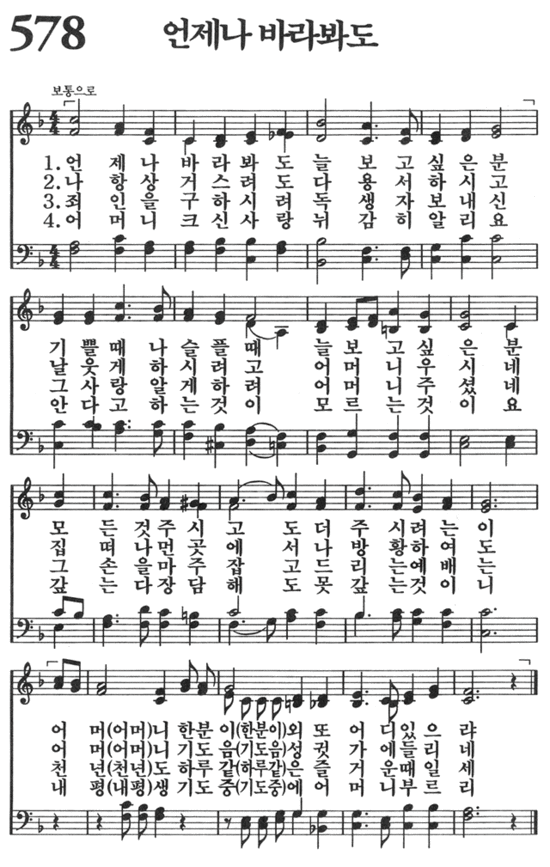 578 언제나 바라봐도
보통으로
1. 언 제 나 바 라 봐 도 늘 보 고 싶 은 분
2. 나 항 상 거 스 려 도 다 용 서 하 시 고
3. 죄 인 을 구 하 시 려 독 생 자 보 내 신
4. 어 머 니 크 신 사 랑 뉘 감 히 알 리 요
기 쁠 때 나 슬 플 때 늘 보 고 싶 은 분
날 웃 게 하 시 려 고 어 머 니 우 시 네
그 사 랑 알 게 하 려 어 머 니 주 셨 네
안 다 고 하 는 것 이 모 르 는 것 이 요
모 든 것 주 시 고 도 더 주 시 려 는 이
집 떠 나 먼 곳 에 서 나 방 황 하 여 도
그 손 을 마 주 잡 고 드 리 는 예 배 는
갚 는 다 장 담 해 도 못 갚 는 것 이 니
어 머(어머)니 한분 이(한분이)외 또 어 디있 으 랴
어 머(어머)니 기도 음(기도음)성 귓 가 에들 리 네
천 년(천년)도 하루 같(하루같)은 즐 거 운때 일 세
내 평(내평)생 기도 중(기도중)에 어 머 니부 르 리